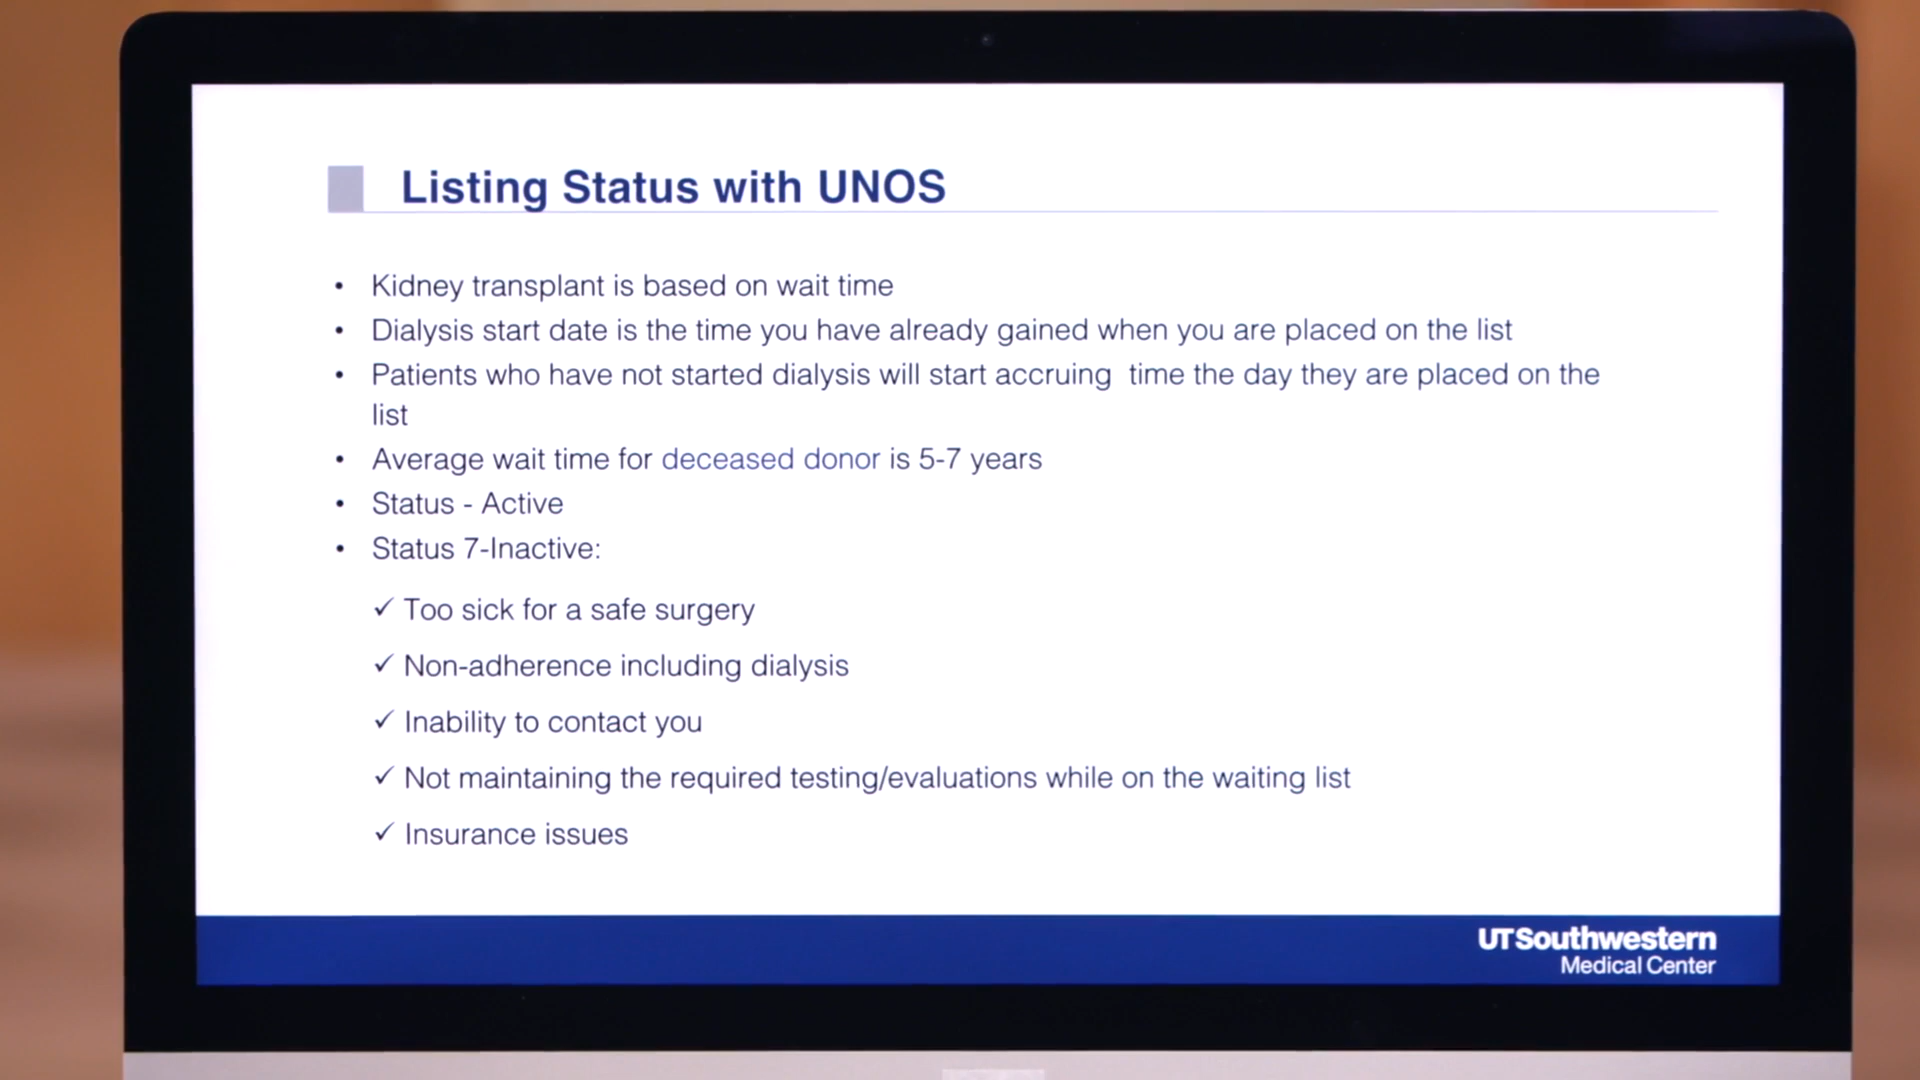 Listing Status with UNOS
• Kidney transplant is based on wait time
• Dialysis start date is the time you have already gained when you are placed on the list
• Patients who have not started dialysis will start accruing  time the day they are placed on the
list
• Average wait time for deceased donor is 5-7 years
• Status - Active
• Status 7-Inactive:
✓ Too sick for a safe surgery
✓ Non-adherence including dialysis
✓ Inability to contact you
✓ Not maintaining the required testing/evaluations while on the waiting list
✓ Insurance issues
UTSouthwestern
Medical Center